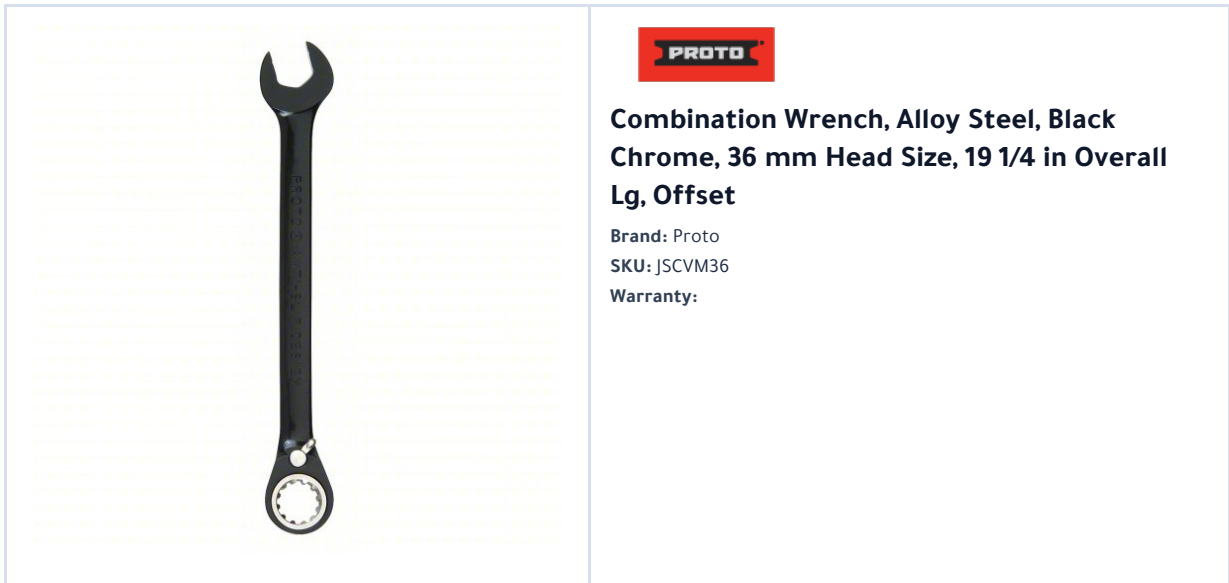 PROTO
Combination Wrench, Alloy Steel, Black
Chrome, 36 mm Head Size, 19 1/4 in Overall
Lg, Offset
Brand: Proto
SKU: JSCVM36
Warranty:
PROTO